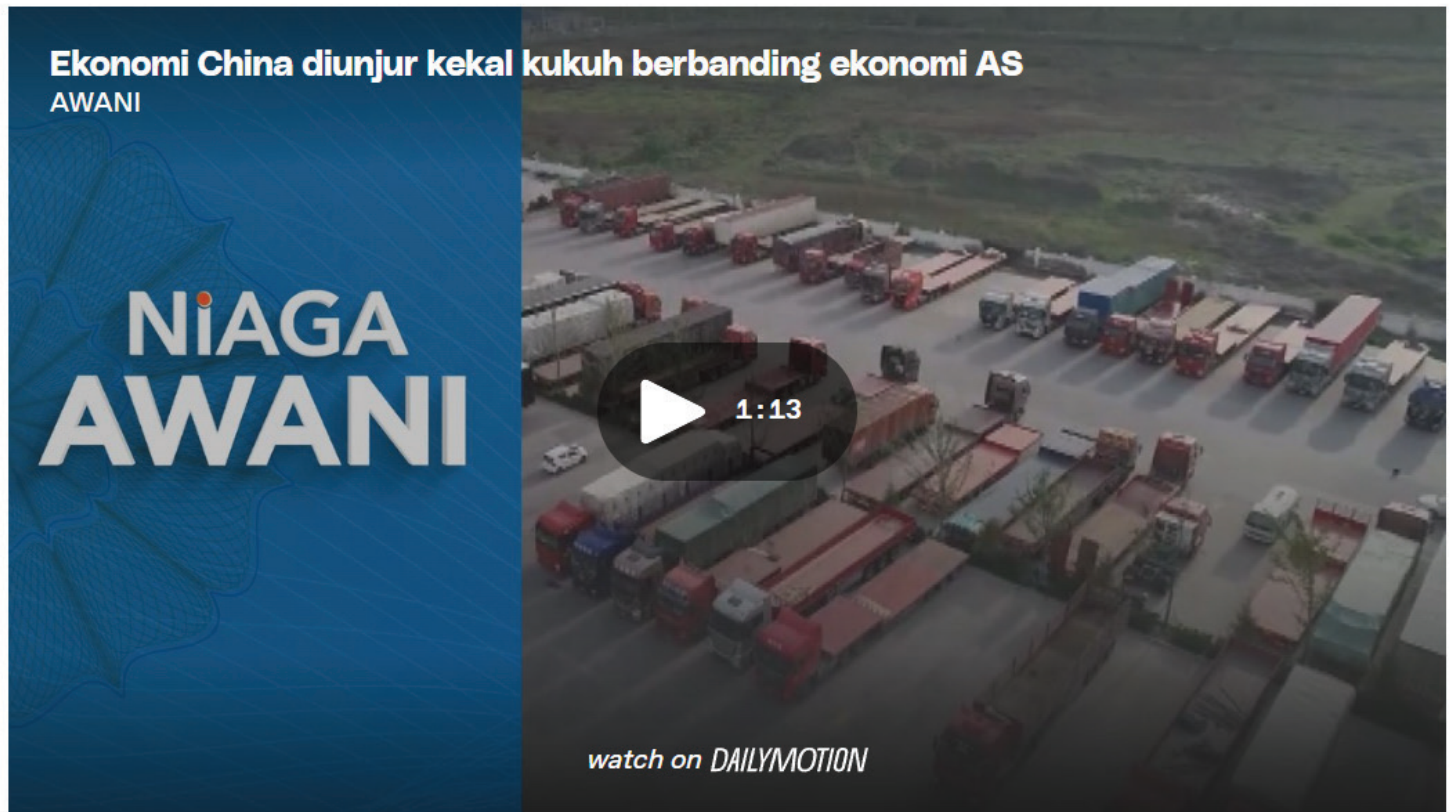 Ekonomi China diunjur kekal kukuh berbanding ekonomi AS
AWANI
NiAGA
AWANI
1:13
watch on DAILYMOTION